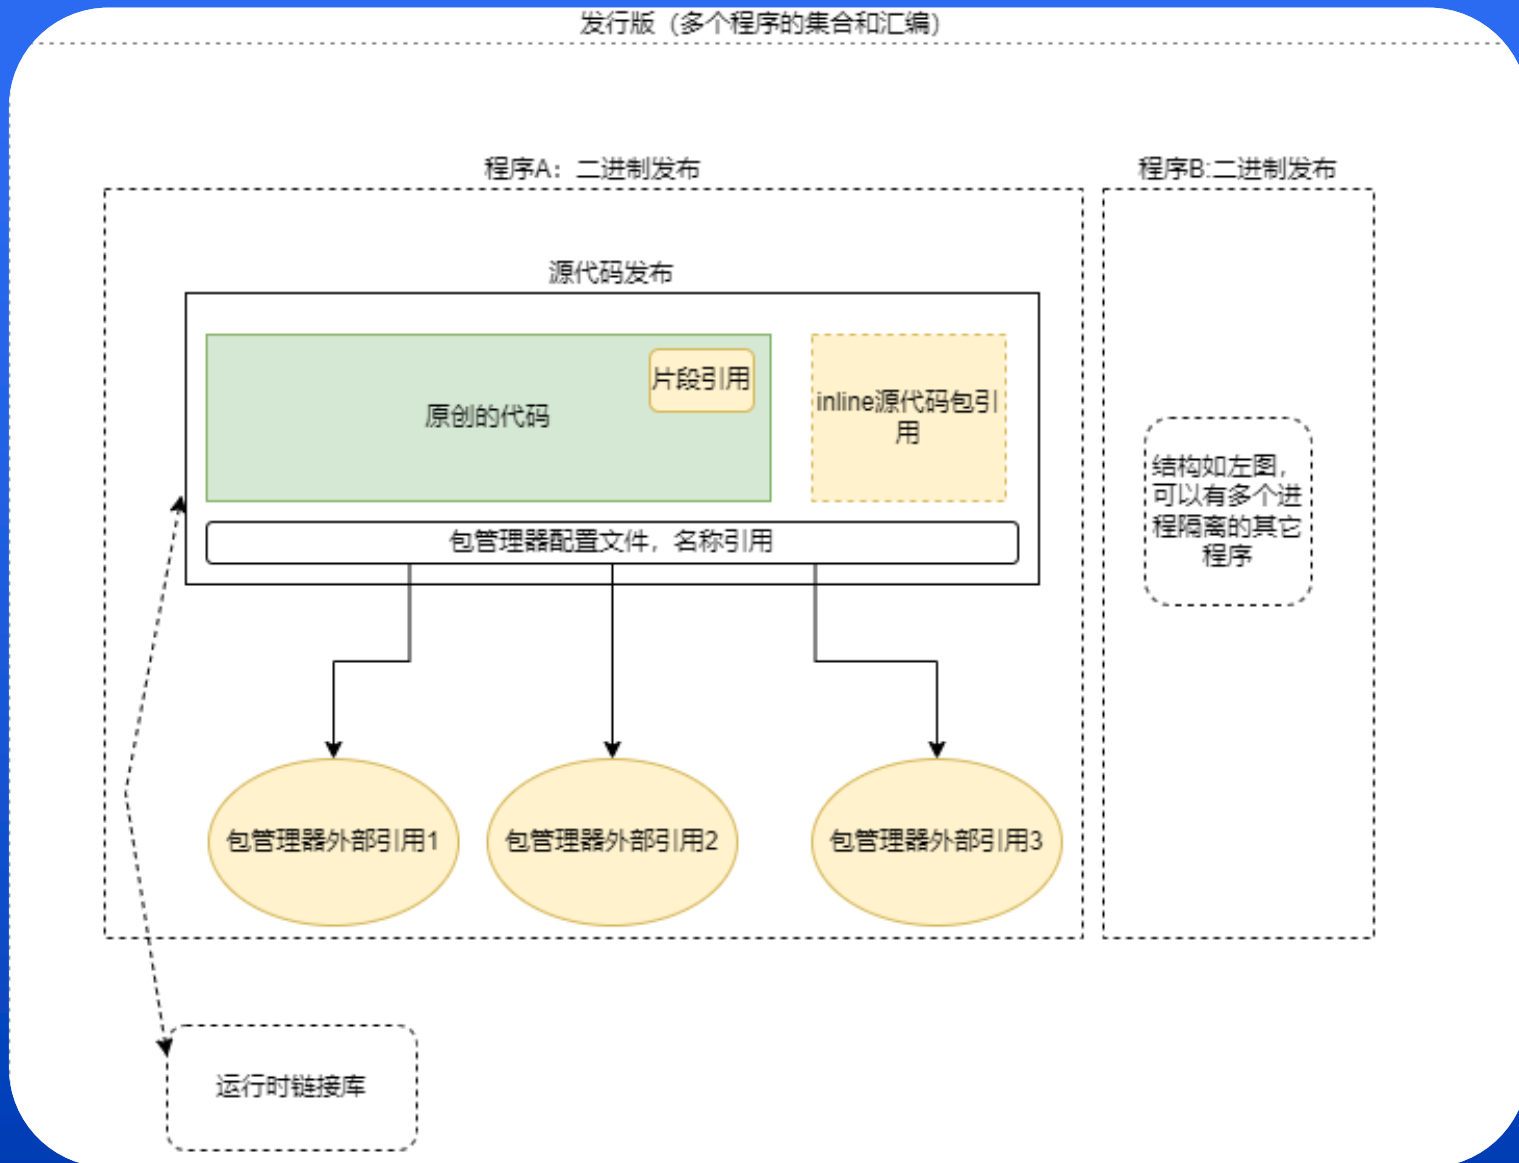 发行版（多个程序的集合和汇编）
程序A：二进制发布
程序B:二进制发布
源代码发布
片段引用
原创的代码
inline源代码包引
用
结构如左图，
可以有多个进
程隔离的其它
程序
包管理器配置文件，名称引用
包管理器外部引用1
包管理器外部引用2
包管理器外部引用3
运行时链接库